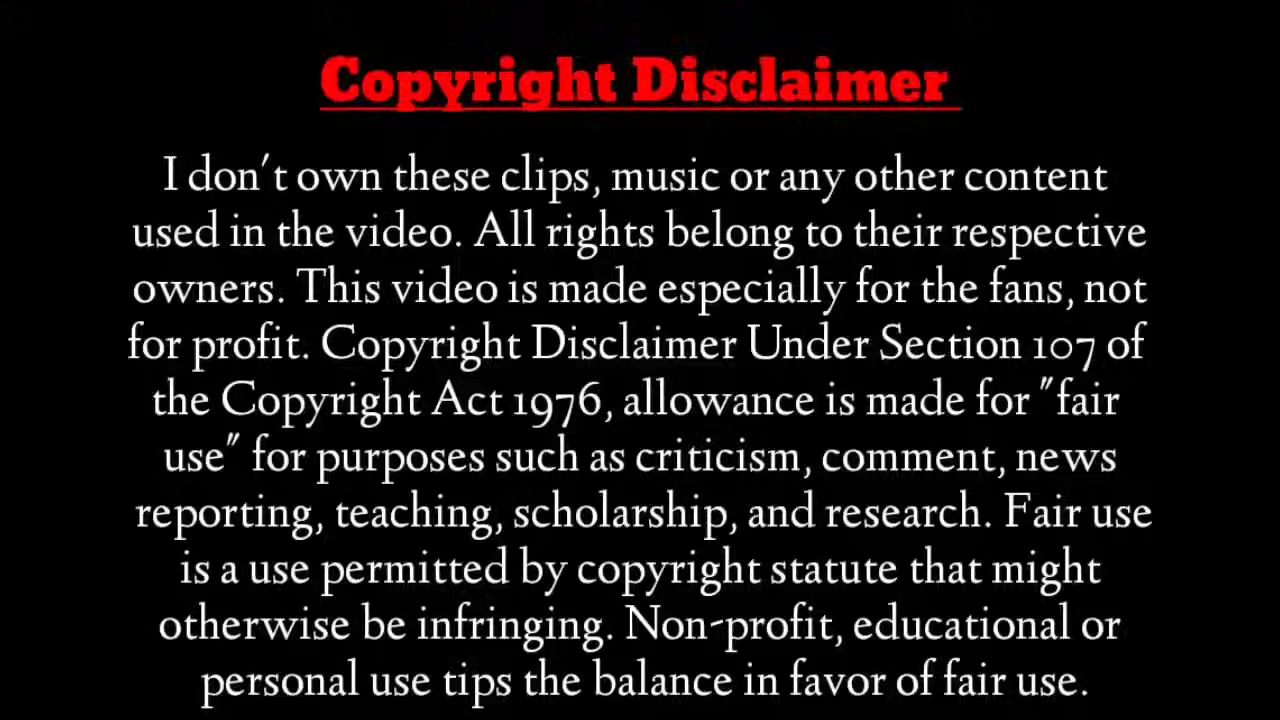 Copyright Disclaimer
I don't own these clips, music or any other content
used in the video. All rights belong to their respective
owners. This video is made especially for the fans, not
for profit. Copyright Disclaimer Under Section 107 of
the Copyright Act 1976, allowance is made for "fair
use" for purposes such as criticism, comment, news
reporting, teaching, scholarship, and research. Fair use
is a use permitted by copyright statute that might
otherwise be infringing. Non-profit, educational or
personal use tips the balance in favor of fair use.